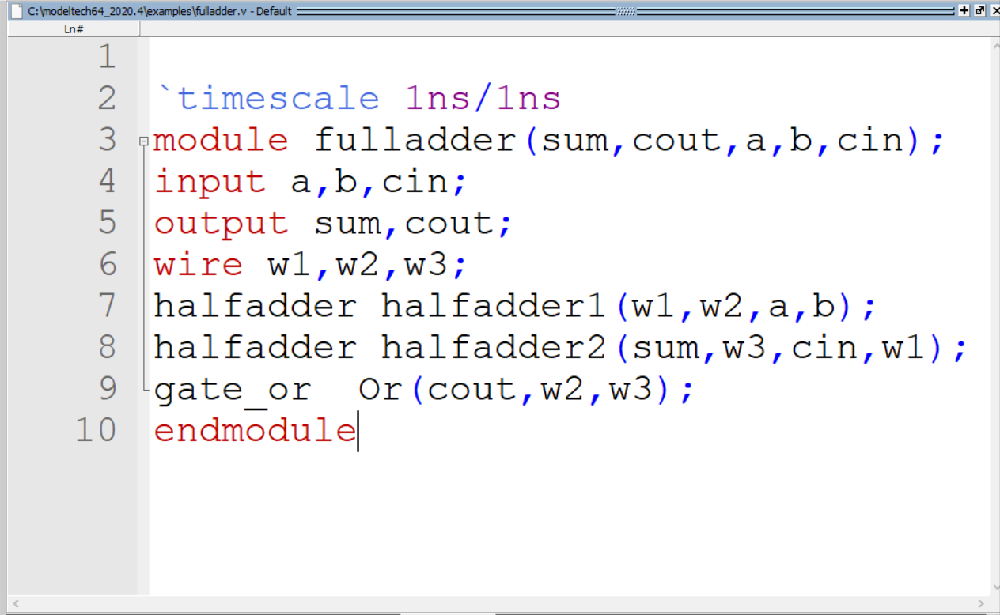 C:\modeltech64_2020.4\examples\fulladder.v - Default
Ln#
1
2 `timescale 1ns/1ns
3 module fulladder(sum,cout,a,b,cin);
4 input a,b,cin;
5 output sum,cout;
6 wire w1,w2,w3;
7 halfadder halfadder1(w1,w2,a,b);
8 halfadder halfadder2(sum,w3,cin,w1);
9 gate_or  Or(cout,w2,w3);
10 endmodule